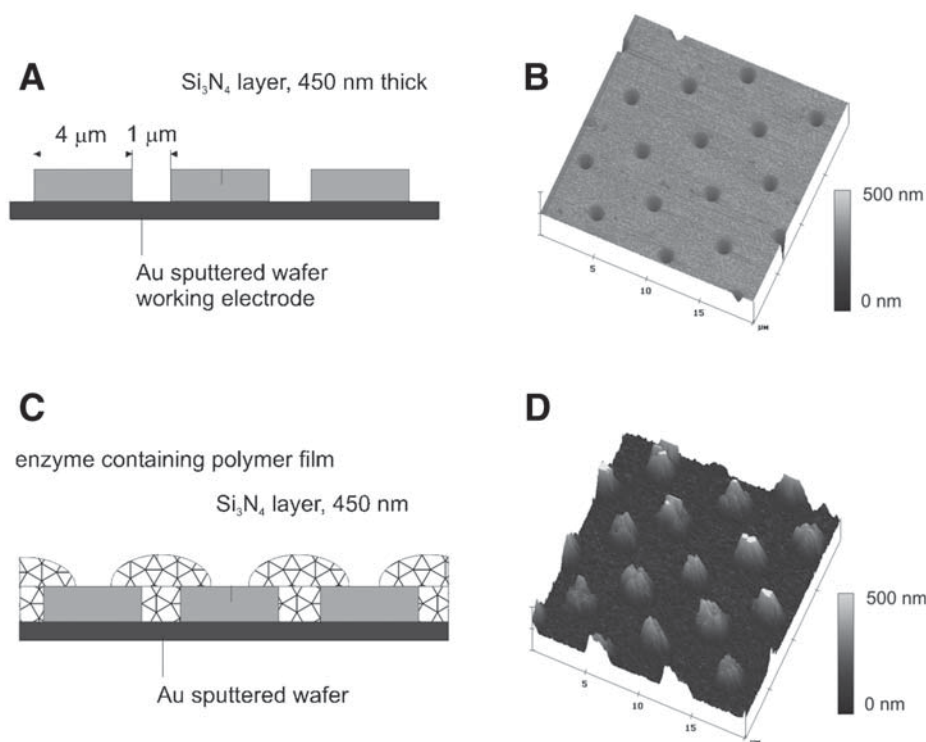 A
Si₃N₄ layer, 450 nm thick
4 μm
1 μm
Au sputtered wafer
working electrode
B
500 nm
0 nm
5
10
15
μM
C
enzyme containing polymer film
Si₃N₄ layer, 450 nm
Au sputtered wafer
D
500 nm
0 nm
5
10
15